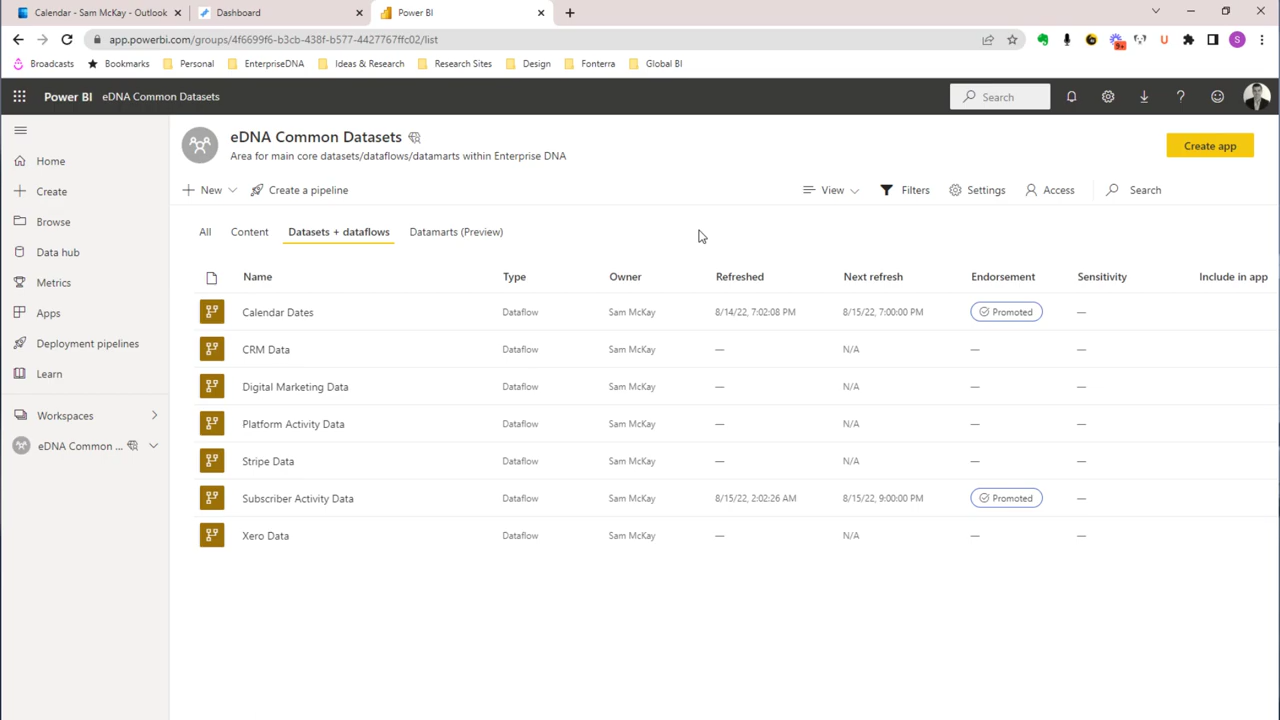 Calendar - Sam McKay - Outlook
Dashboard
Power BI
app.powerbi.com/groups/4f6699f6-b3cb-438f-b577-4427767ffc02/list
9+
S
Broadcasts
Bookmarks
Personal
EnterpriseDNA
Ideas & Research
Research Sites
Design
Fonterra
Global BI
Power BI
eDNA Common Datasets
Search
eDNA Common Datasets
Area for main core datasets/dataflows/datamarts within Enterprise DNA
Create app
Home
Create
Browse
Data hub
Metrics
Apps
Deployment pipelines
Learn
Workspaces
eDNA Common ...
New
Create a pipeline
View
Filters
Settings
Access
Search
All
Content
Datasets + dataflows
Datamarts (Preview)
Name Type Owner Refreshed Next refresh Endorsement Sensitivity Include in app
Calendar Dates Dataflow Sam McKay 8/14/22, 7:02:08 PM 8/15/22, 7:00:00 PM Promoted —
CRM Data Dataflow Sam McKay — N/A — —
Digital Marketing Data Dataflow Sam McKay — N/A — —
Platform Activity Data Dataflow Sam McKay — N/A — —
Stripe Data Dataflow Sam McKay — N/A — —
Subscriber Activity Data Dataflow Sam McKay 8/15/22, 2:02:26 AM 8/15/22, 9:00:00 PM Promoted —
Xero Data Dataflow Sam McKay — N/A — —